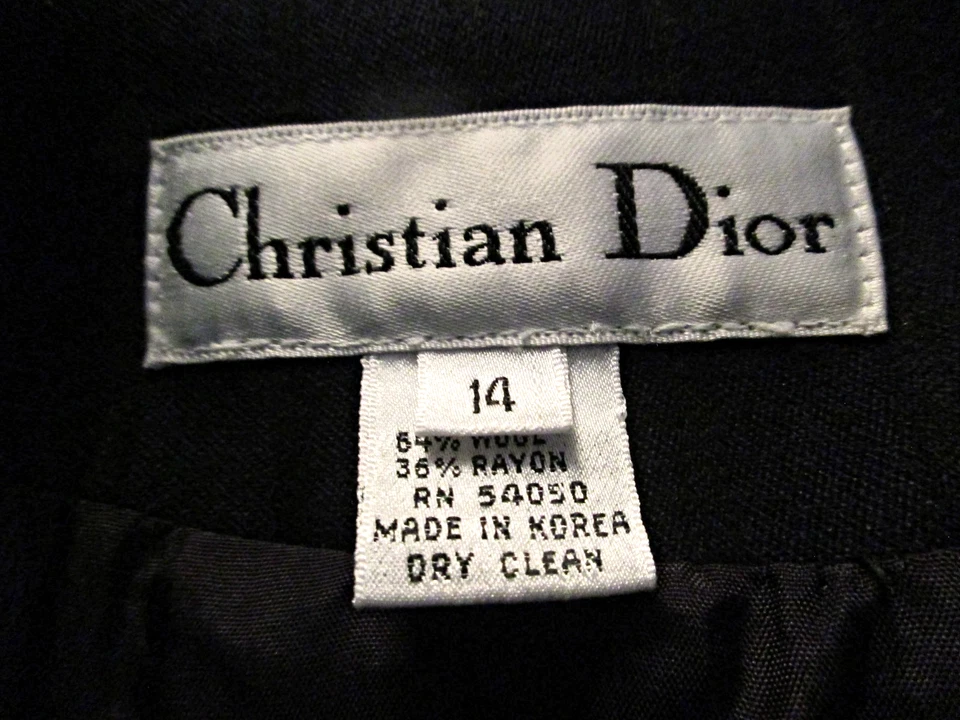 Christian Dior
14
64% WOOL
36% RAYON
RN 54050
MADE IN KOREA
DRY CLEAN